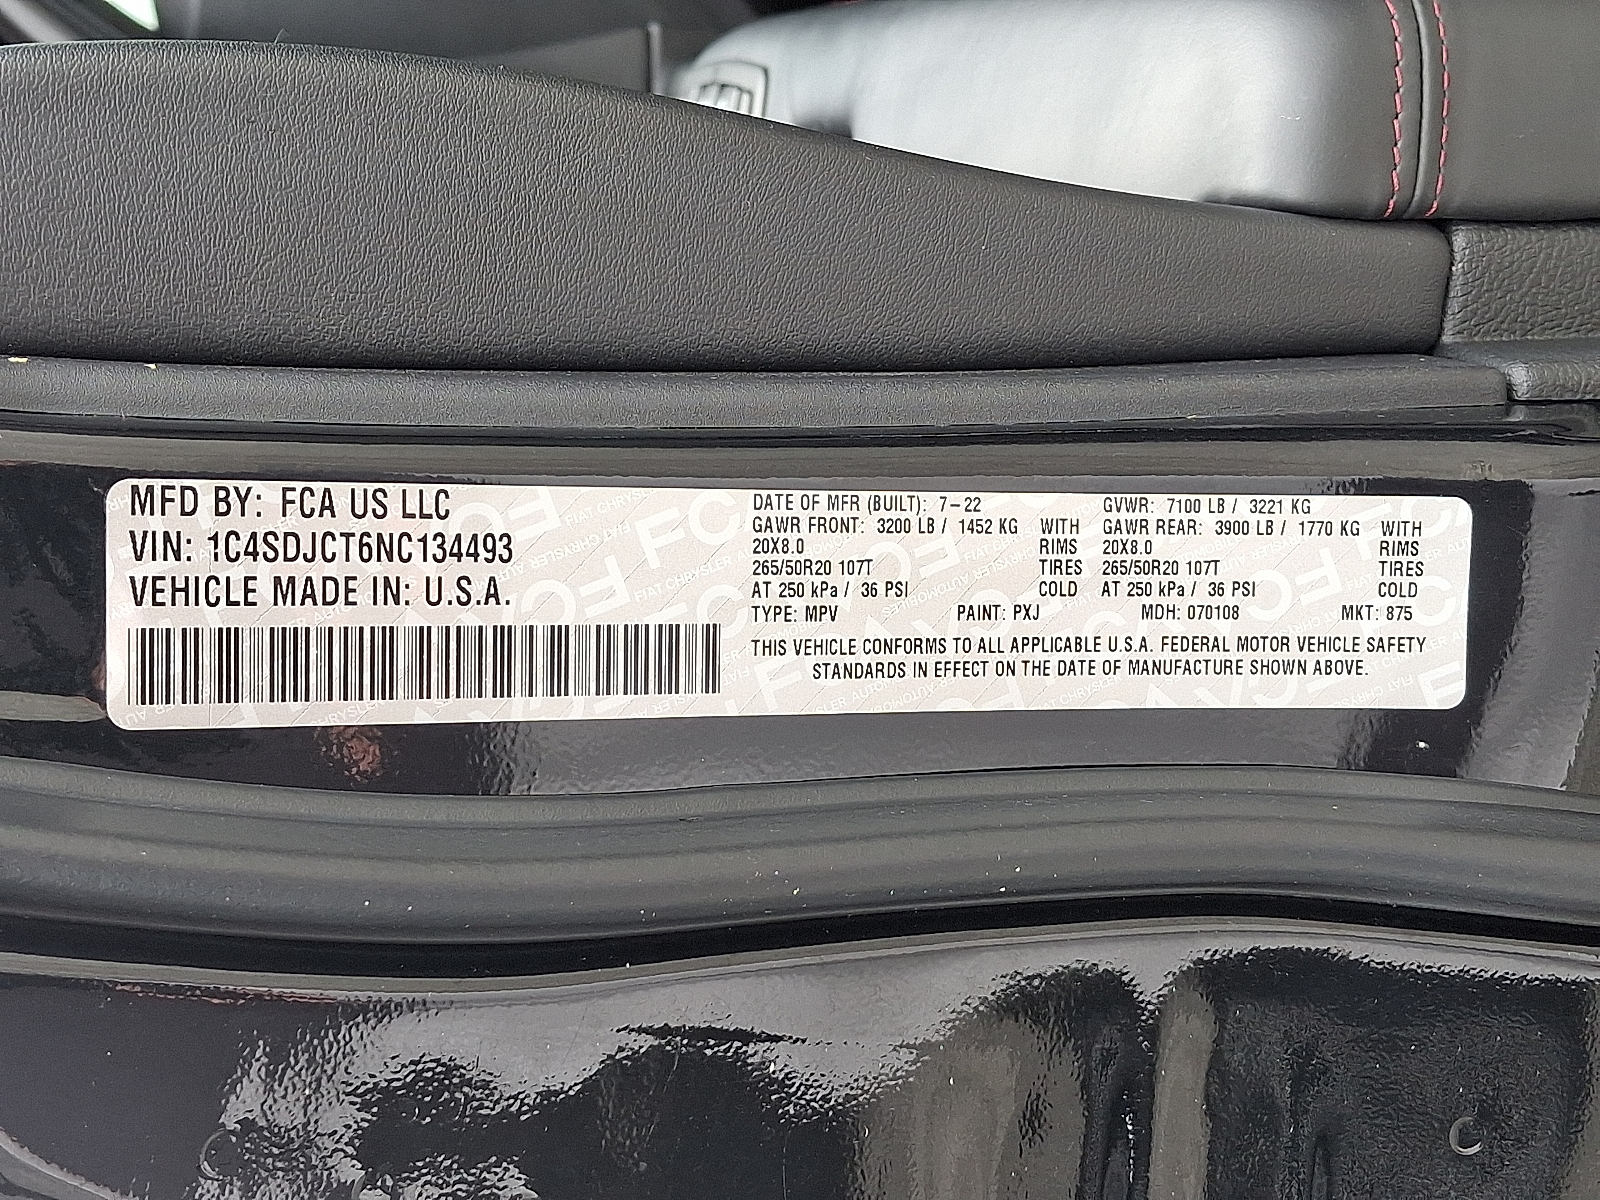 MFD BY: FCA US LLC
VIN: 1C4SDJCT6NC134493
VEHICLE MADE IN: U.S.A.
DATE OF MFR (BUILT): 7-22 GVWR: 7100 LB / 3221 KG
GAWR FRONT: 3200 LB / 1452 KG WITH GAWR REAR: 3900 LB / 1770 KG WITH
20X8.0 RIMS 20X8.0 RIMS
265/50R20 107T TIRES 265/50R20 107T TIRES
AT 250 kPa / 36 PSI COLD AT 250 kPa / 36 PSI COLD
TYPE: MPV PAINT: PXJ MDH: 070108 MKT: 875
THIS VEHICLE CONFORMS TO ALL APPLICABLE U.S.A. FEDERAL MOTOR VEHICLE SAFETY
STANDARDS IN EFFECT ON THE DATE OF MANUFACTURE SHOWN ABOVE.